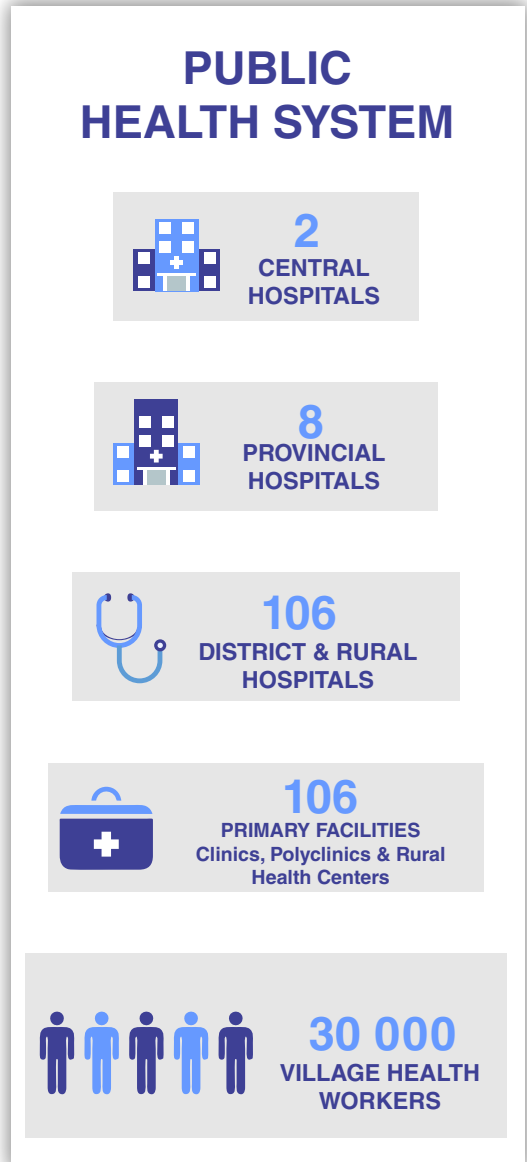 PUBLIC
HEALTH SYSTEM
2
CENTRAL
HOSPITALS
8
PROVINCIAL
HOSPITALS
106
DISTRICT & RURAL
HOSPITALS
106
PRIMARY FACILITIES
Clinics, Polyclinics & Rural
Health Centers
30 000
VILLAGE HEALTH
WORKERS